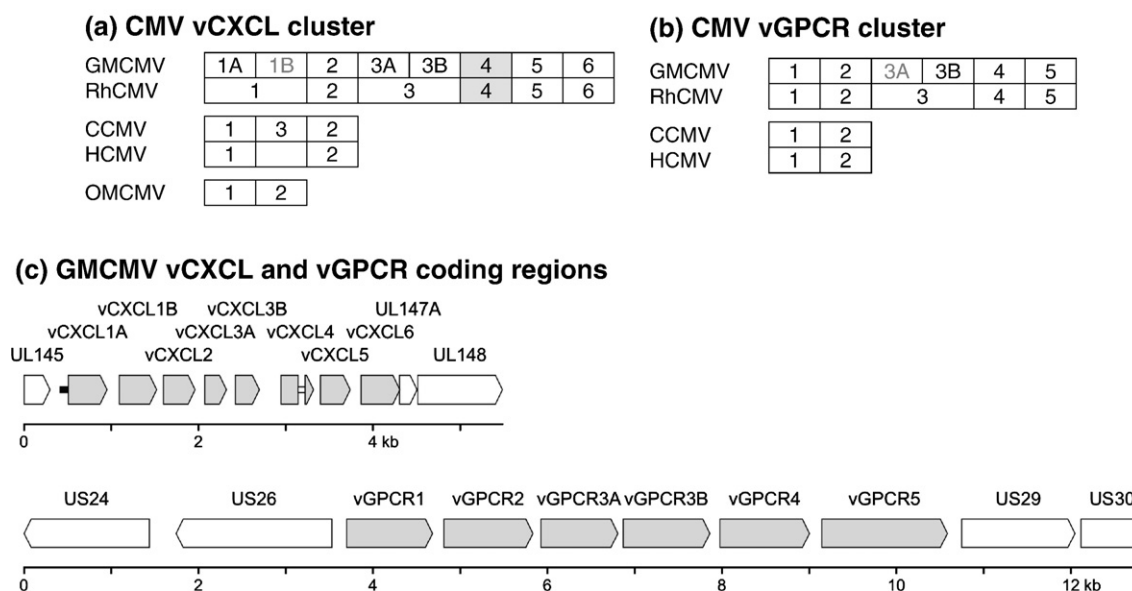 (a) CMV vCXCL cluster
GMCMV 1A 1B 2 3A 3B 4 5 6
RhCMV 1 2 3 4 5 6
CCMV 1 3 2
HCMV 1 2
OMCMV 1 2
(b) CMV vGPCR cluster
GMCMV 1 2 3A 3B 4 5
RhCMV 1 2 3 4 5
CCMV 1 2
HCMV 1 2
(c) GMCMV vCXCL and vGPCR coding regions
vCXCL1B vCXCL3B UL147A
vCXCL1A vCXCL3A vCXCL4 vCXCL6
UL145 vCXCL2 vCXCL5 UL148
0 2 4 kb
US24 US26 vGPCR1 vGPCR2 vGPCR3A vGPCR3B vGPCR4 vGPCR5 US29 US30
0 2 4 6 8 10 12 kb